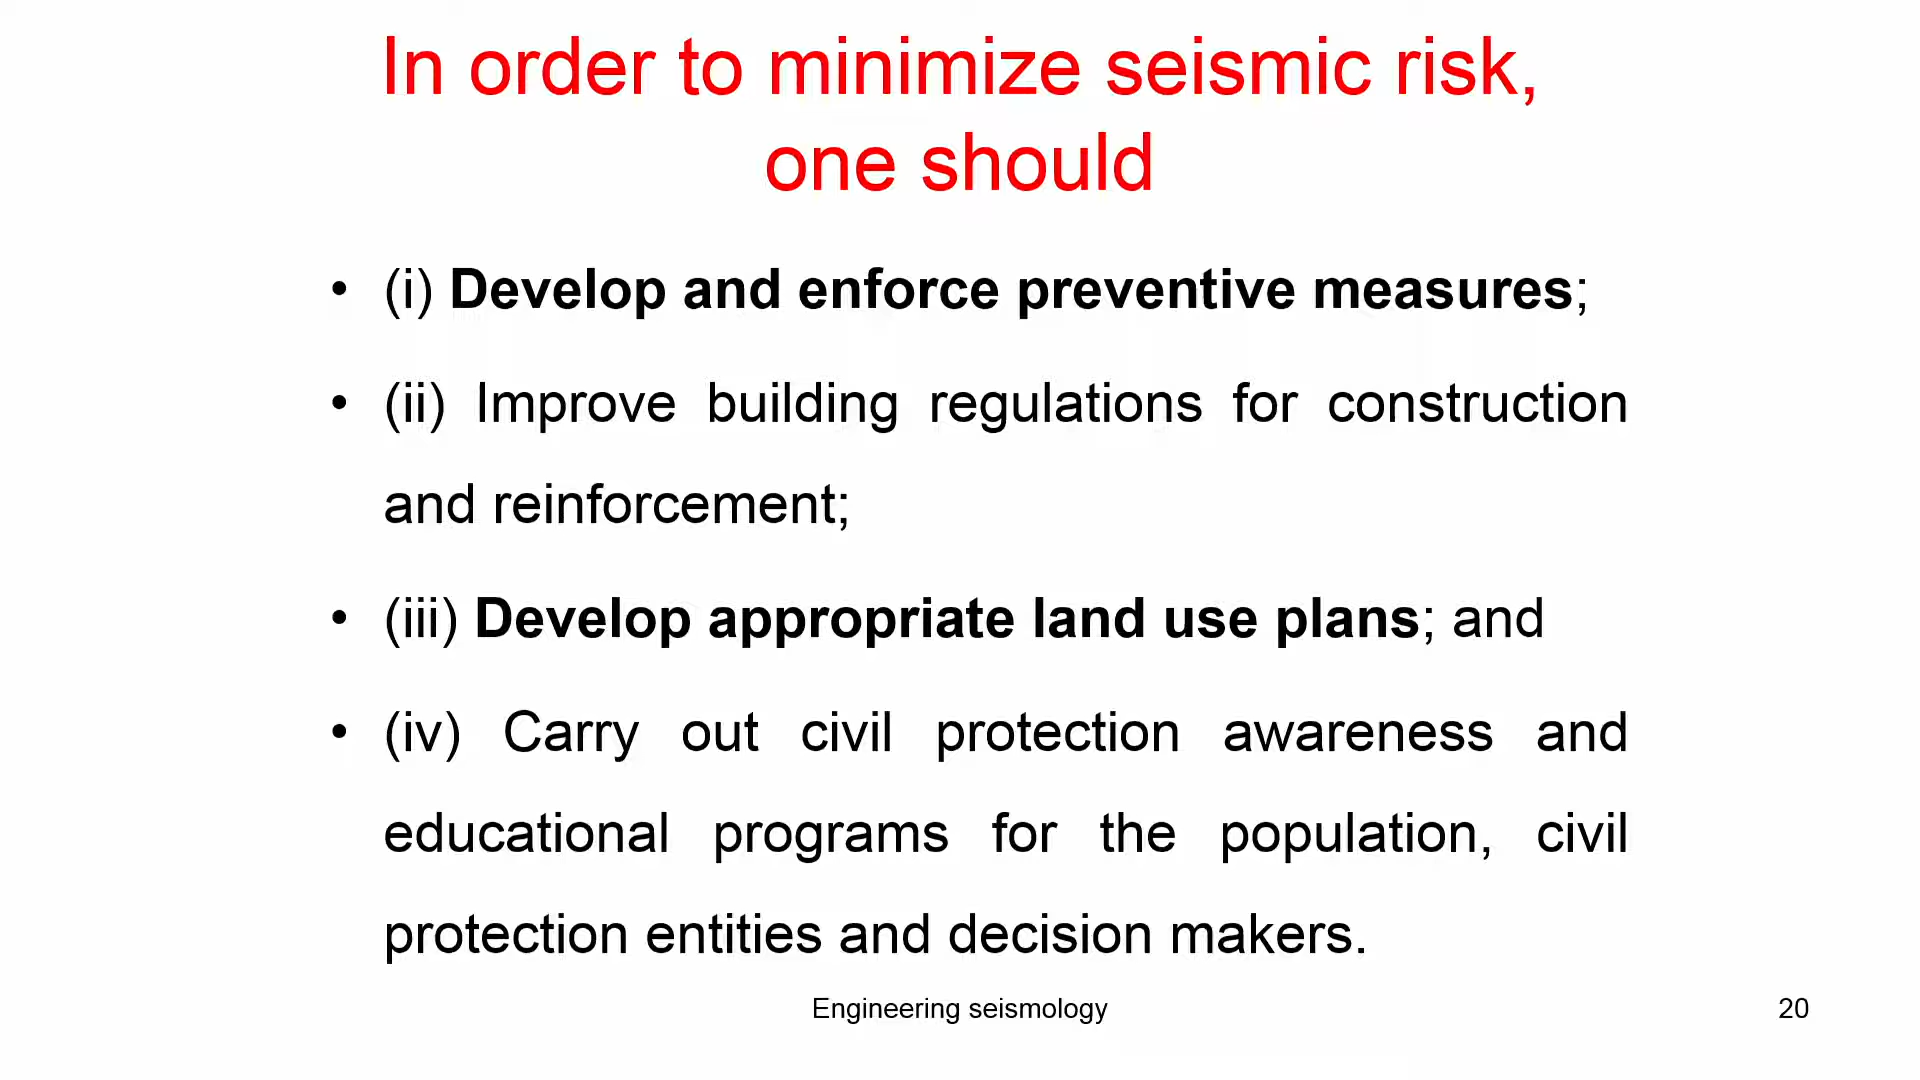 In order to minimize seismic risk,
one should
• (i) Develop and enforce preventive measures;
• (ii) Improve building regulations for construction
and reinforcement;
• (iii) Develop appropriate land use plans; and
• (iv) Carry out civil protection awareness and
educational programs for the population, civil
protection entities and decision makers.
Engineering seismology
20